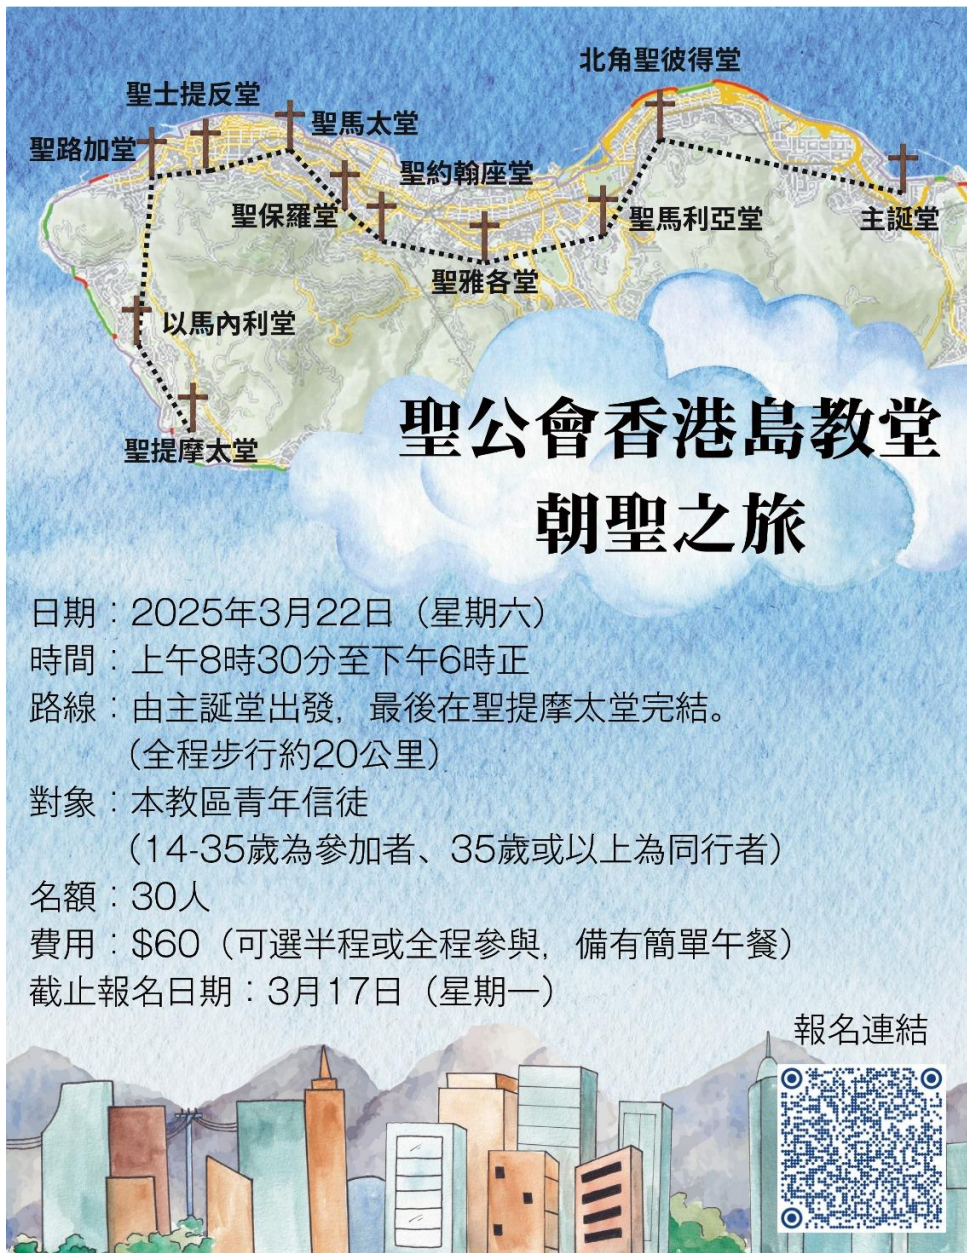 北角聖彼得堂
聖士提反堂
聖馬太堂
聖路加堂
聖約翰座堂
聖保羅堂
聖馬利亞堂
主誕堂
聖雅各堂
以馬內利堂
聖提摩太堂
聖公會香港島教堂
朝聖之旅
日期：2025年3月22日（星期六）
時間：上午8時30分至下午6時正
路線：由主誕堂出發，最後在聖提摩太堂完結。
（全程步行約20公里）
對象：本教區青年信徒
（14-35歲為參加者、35歲或以上為同行者）
名額：30人
費用：$60（可選半程或全程參與，備有簡單午餐）
截止報名日期：3月17日（星期一）
報名連結